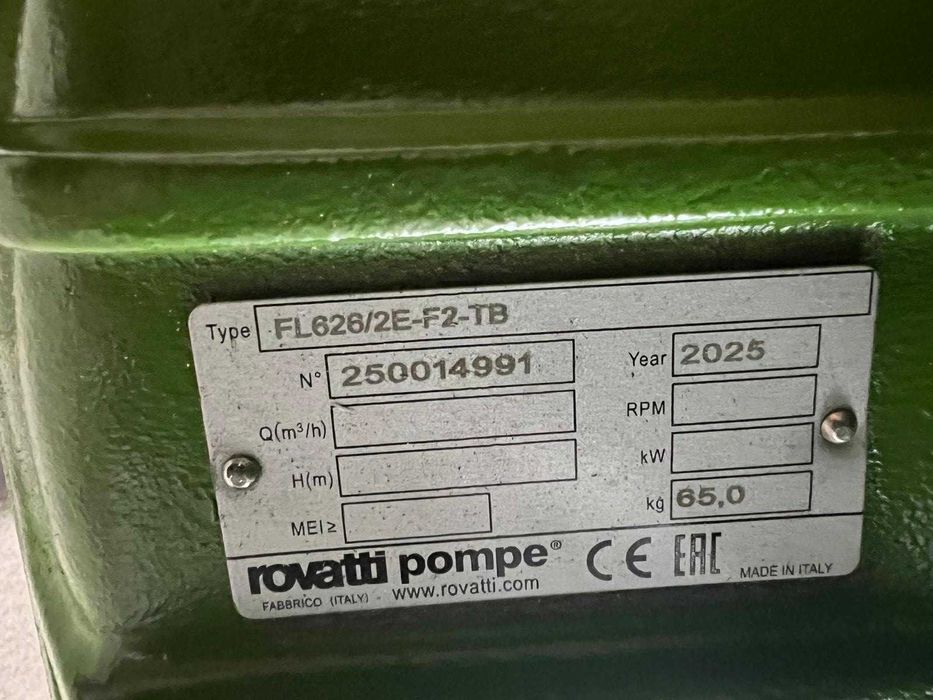 Type FL626/2E-F2-TB
N° 250014991 Year 2025
Q(m³/h) RPM
H(m) kW
MEI≥ kg 65,0
rovatti pompe® CE EAC
FABBRICO (ITALY) www.rovatti.com MADE IN ITALY